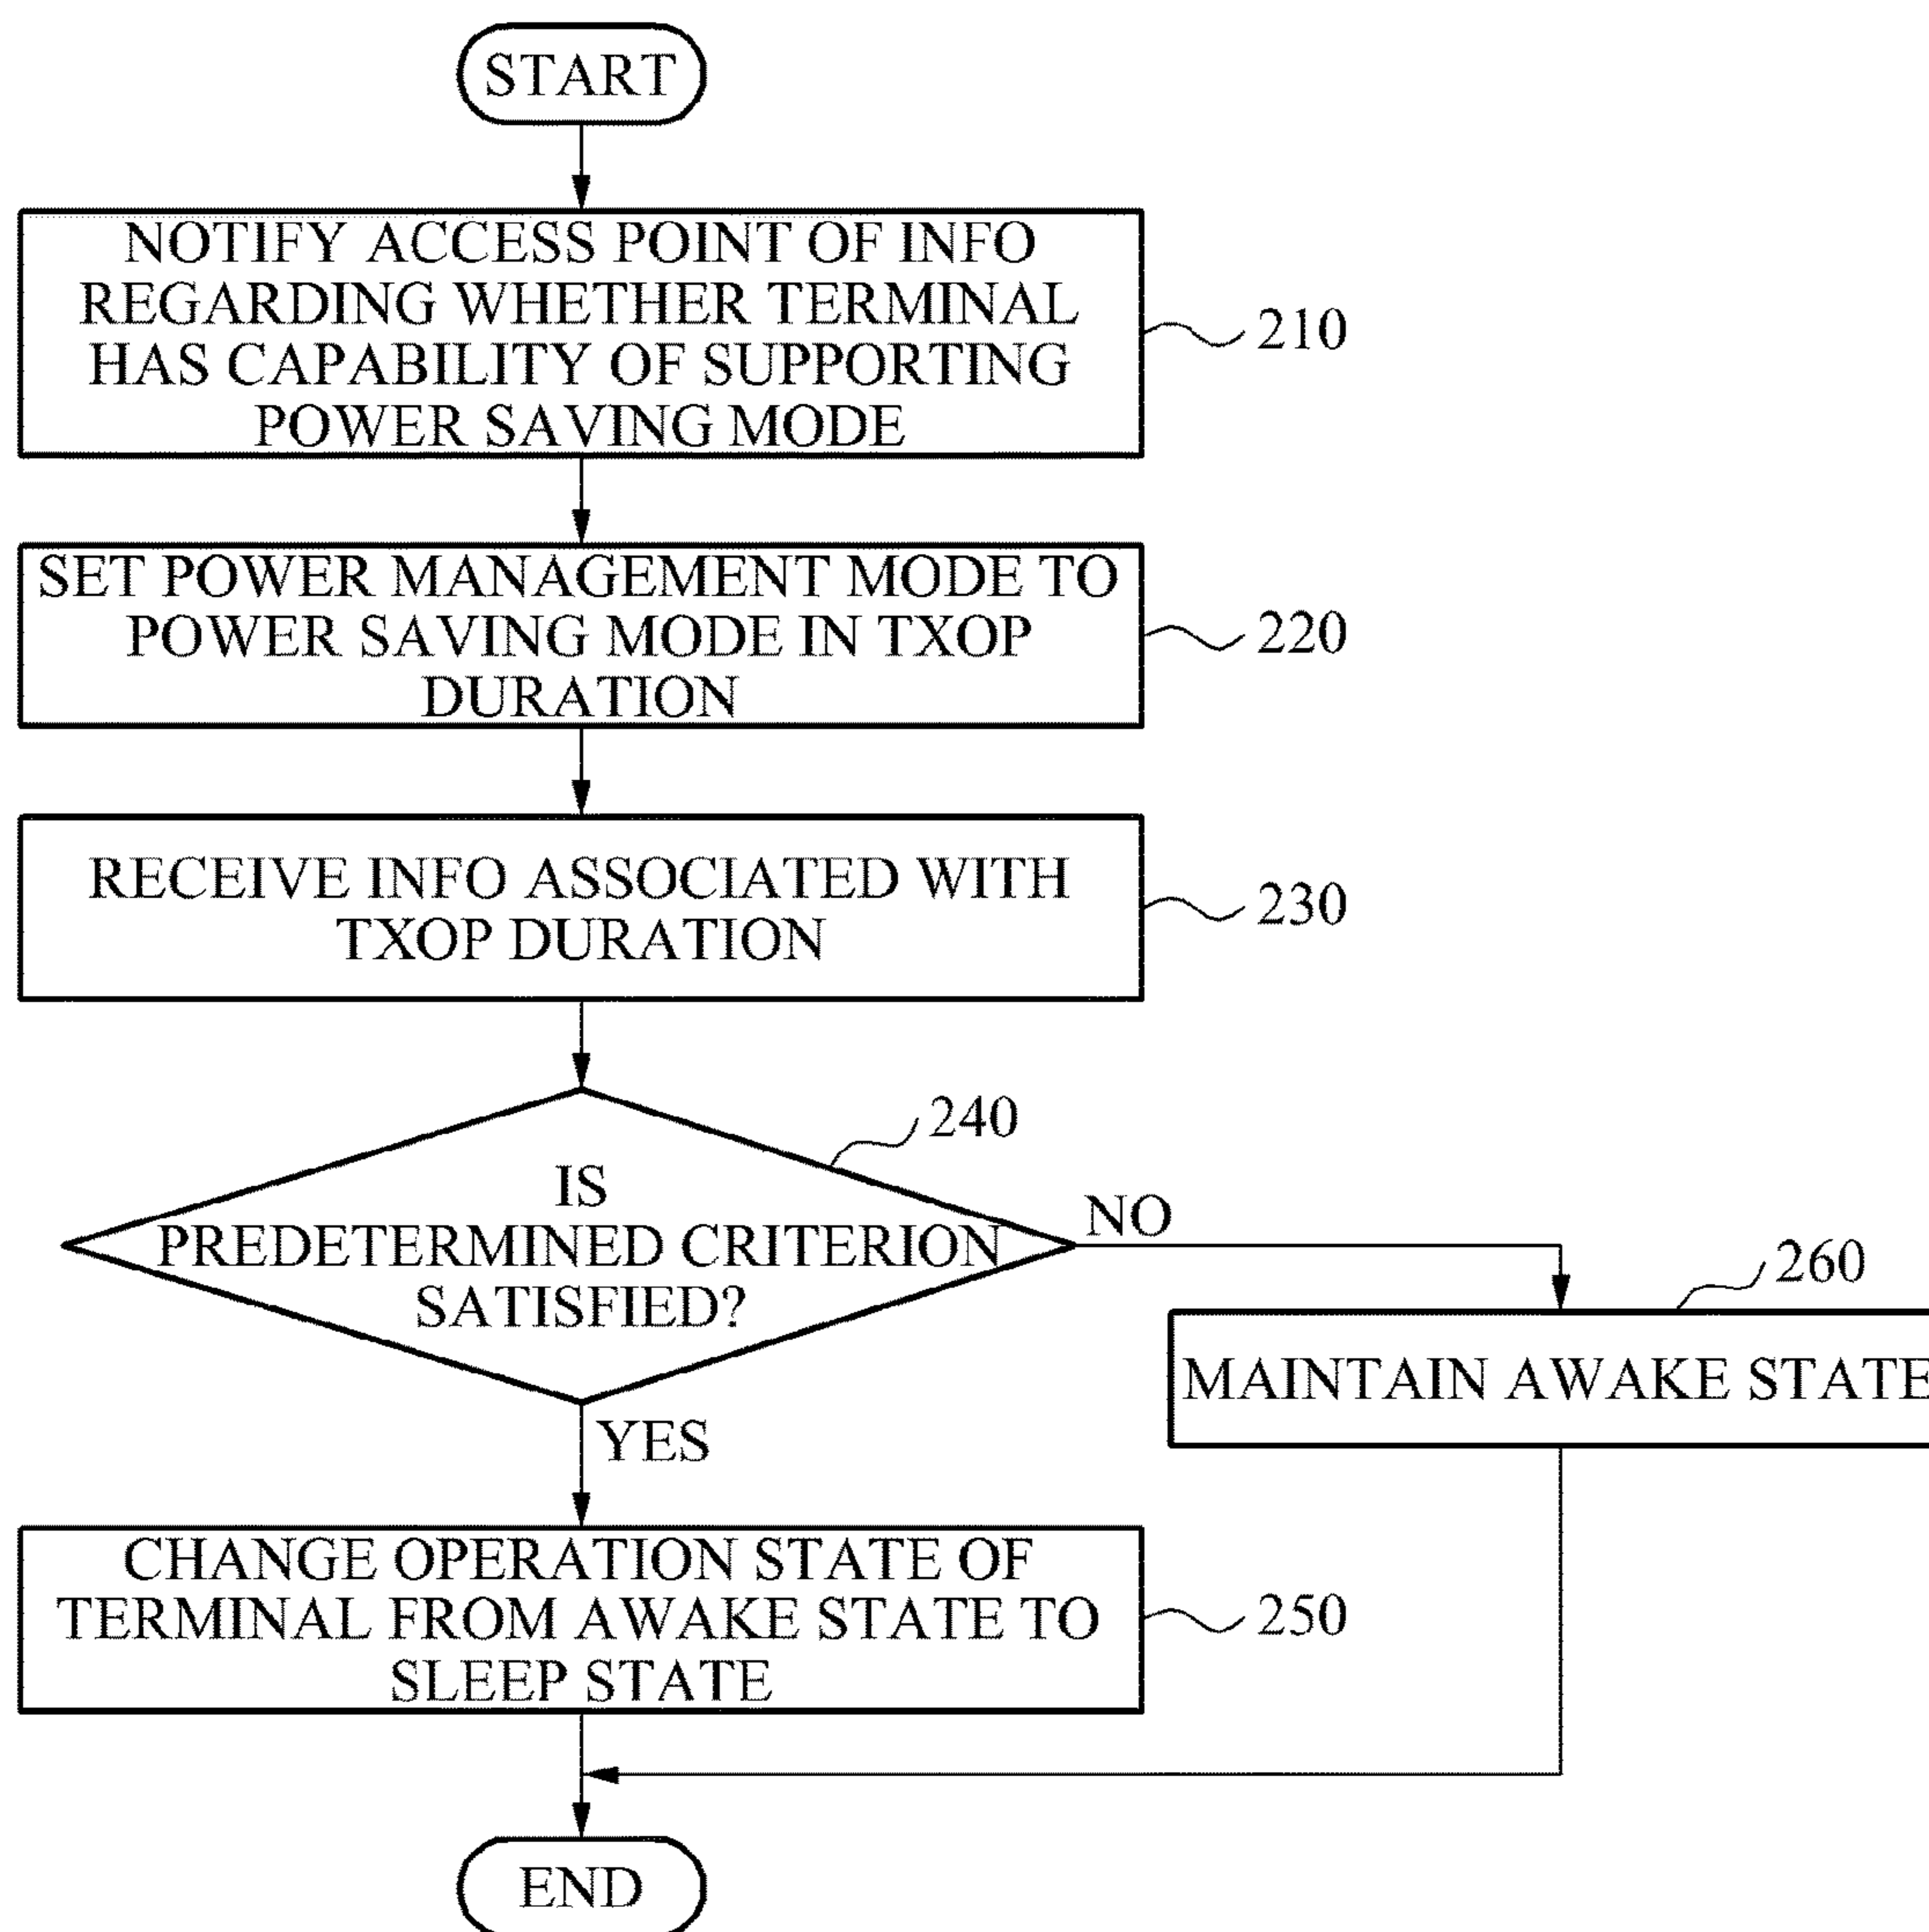 START
NOTIFY ACCESS POINT OF INFO
REGARDING WHETHER TERMINAL
HAS CAPABILITY OF SUPPORTING
POWER SAVING MODE
210
SET POWER MANAGEMENT MODE TO
POWER SAVING MODE IN TXOP
DURATION
220
RECEIVE INFO ASSOCIATED WITH
TXOP DURATION
230
240
IS
PREDETERMINED CRITERION
SATISFIED?
NO
260
MAINTAIN AWAKE STATE
YES
CHANGE OPERATION STATE OF
TERMINAL FROM AWAKE STATE TO
SLEEP STATE
250
END